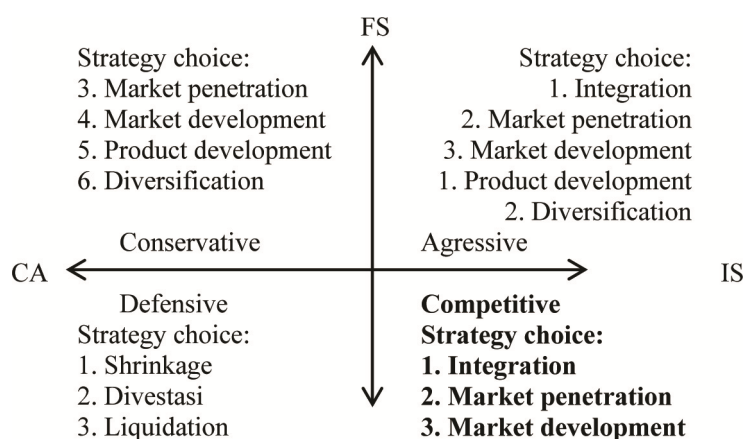 FS
Strategy choice:
3. Market penetration
4. Market development
5. Product development
6. Diversification
Strategy choice:
1. Integration
2. Market penetration
3. Market development
1. Product development
2. Diversification
Conservative
Agressive
CA
IS
Defensive
Strategy choice:
1. Shrinkage
2. Divestasi
3. Liquidation
Competitive
Strategy choice:
1. Integration
2. Market penetration
3. Market development